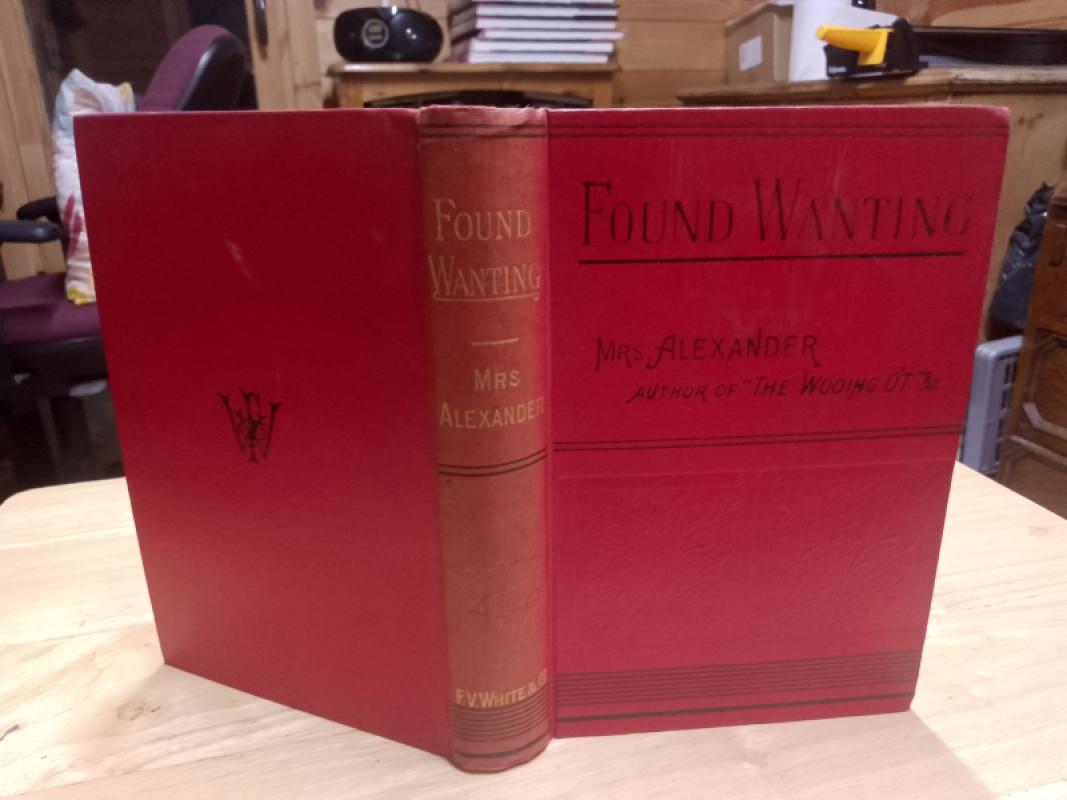 FOUND
WANTING
MRS
ALEXANDER
F.V. WHITE & Co.
FOUND WANTING
MRS. ALEXANDER
AUTHOR OF "THE WOOING O'T" &c